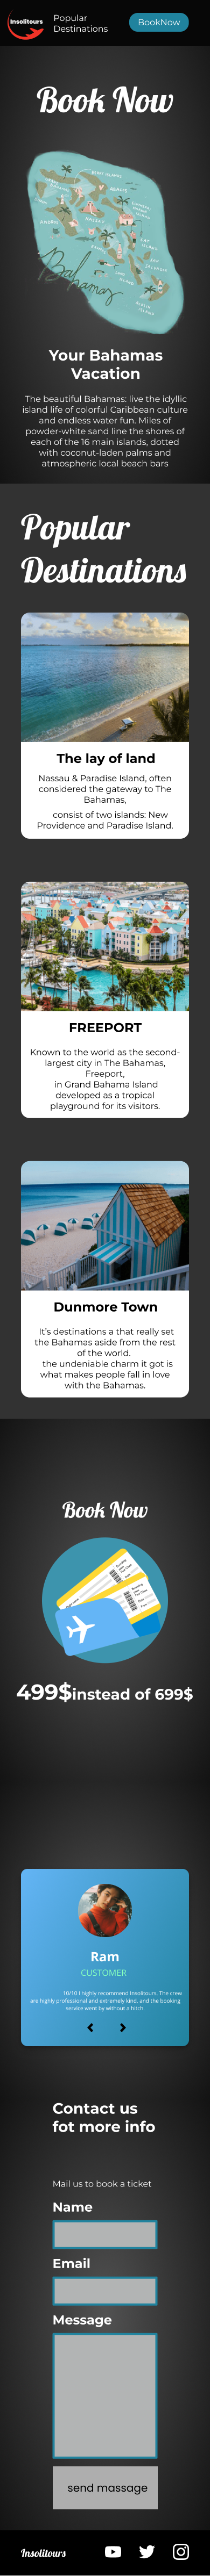 Insolitours
Popular
Destinations
BookNow
Book Now
Bahamas
Your Bahamas
Vacation
The beautiful Bahamas: live the idyllic
island life of colorful Caribbean culture
and endless water fun. Miles of
powder-white sand line the shores of
each of the 16 main islands, dotted
with coconut-laden palms and
atmospheric local beach bars
Popular
Destinations
The lay of land
Nassau & Paradise Island, often
considered the gateway to The
Bahamas,
consist of two islands: New
Providence and Paradise Island.
FREEPORT
Known to the world as the second-
largest city in The Bahamas,
Freeport,
in Grand Bahama Island
developed as a tropical
playground for its visitors.
Dunmore Town
It's destinations a that really set
the Bahamas aside from the rest
of the world.
the undeniable charm it got is
what makes people fall in love
with the Bahamas.
Book Now
499$instead of 699$
Ram
CUSTOMER
10/10 I highly recommend Insolitours. The crew
are highly professional and extremely kind, and the booking
service went by without a hitch.
Contact us
fot more info
Mail us to book a ticket
Name
Email
Message
send massage
Insolitours